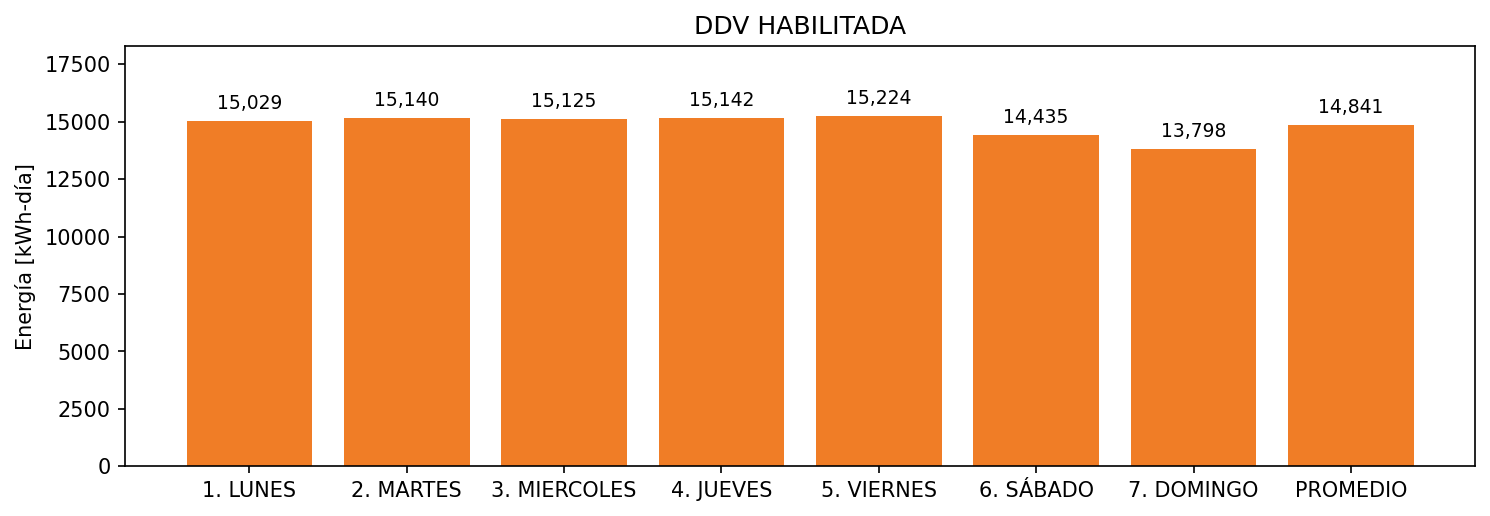 DDV HABILITADA
Energía [kWh-día]
17500
15000
12500
10000
7500
5000
2500
0
15,029
15,140
15,125
15,142
15,224
14,435
13,798
14,841
1. LUNES
2. MARTES
3. MIERCOLES
4. JUEVES
5. VIERNES
6. SÁBADO
7. DOMINGO
PROMEDIO